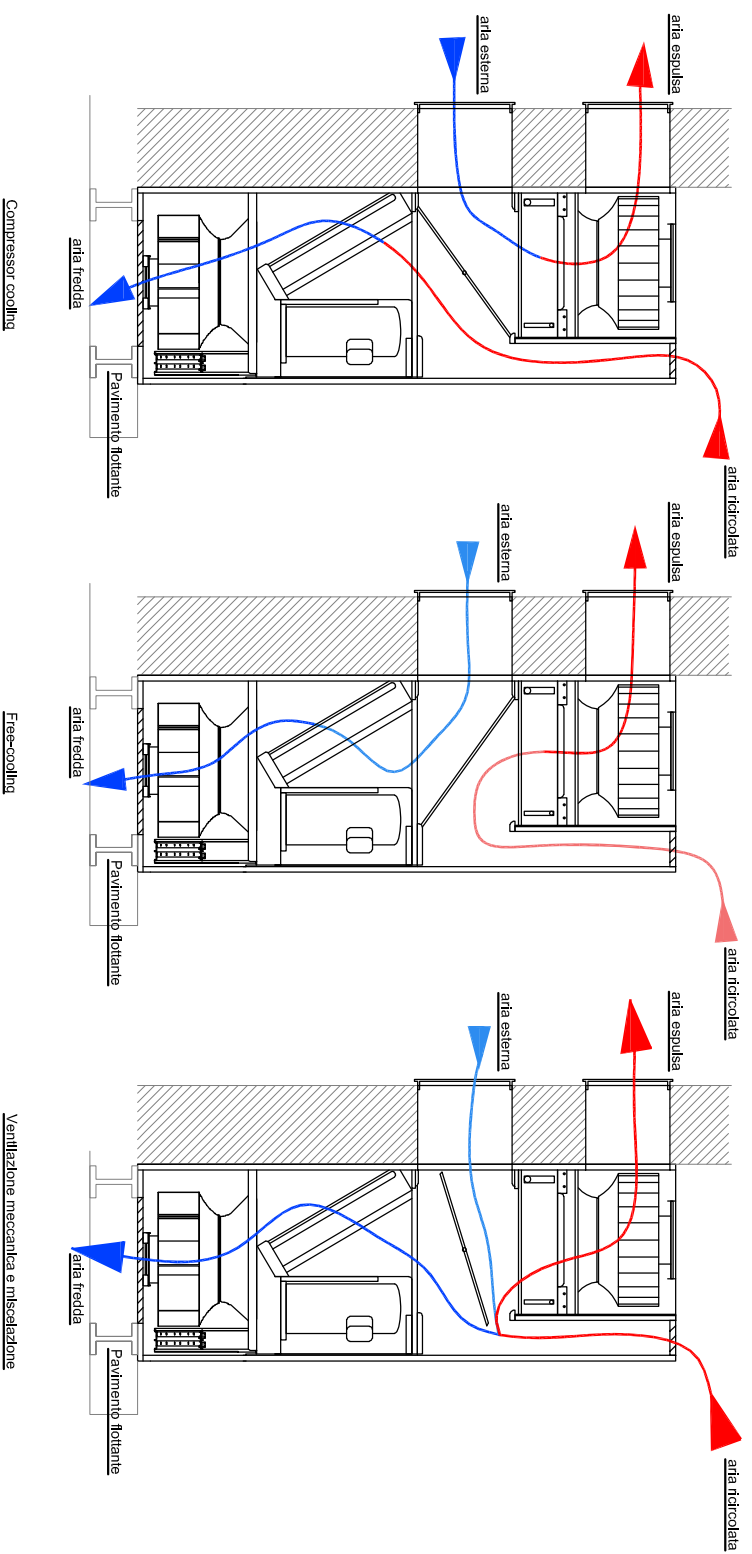 aria espulsa
aria esterna
aria ricircolata
aria fredda
Pavimento flottante
Compressor cooling
aria espulsa
aria esterna
aria ricircolata
aria fredda
Pavimento flottante
Free-cooling
aria espulsa
aria esterna
aria ricircolata
aria fredda
Pavimento flottante
Ventilazione meccanica e miscelazione